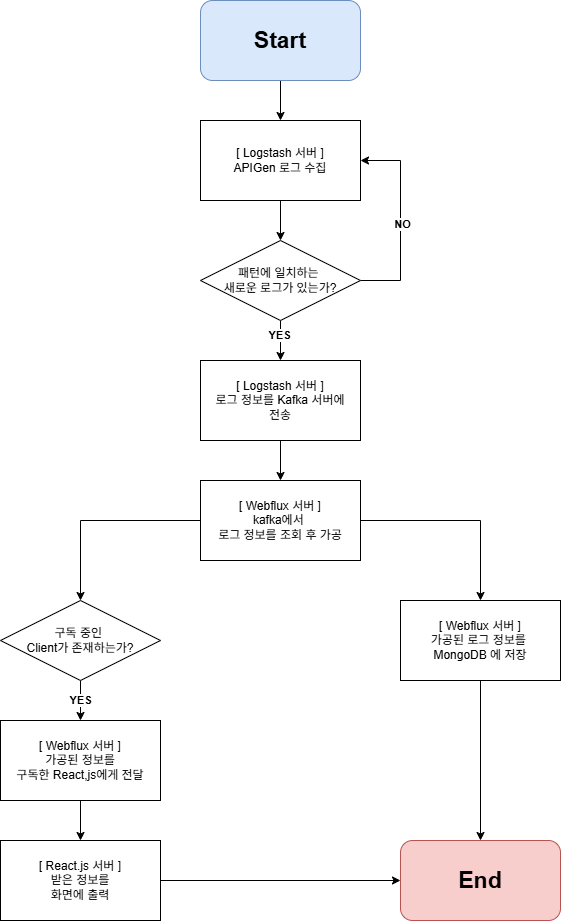 Start
[ Logstash 서버 ]
APIGen 로그 수집
NO
패턴에 일치하는
새로운 로그가 있는가?
YES
[ Logstash 서버 ]
로그 정보를 Kafka 서버에
전송
[ Webflux 서버 ]
kafka에서
로그 정보를 조회 후 가공
구독 중인
Client가 존재하는가?
[ Webflux 서버 ]
가공된 로그 정보를
MongoDB 에 저장
YES
[ Webflux 서버 ]
가공된 정보를
구독한 React,js에게 전달
[ React.js 서버 ]
받은 정보를
화면에 출력
End